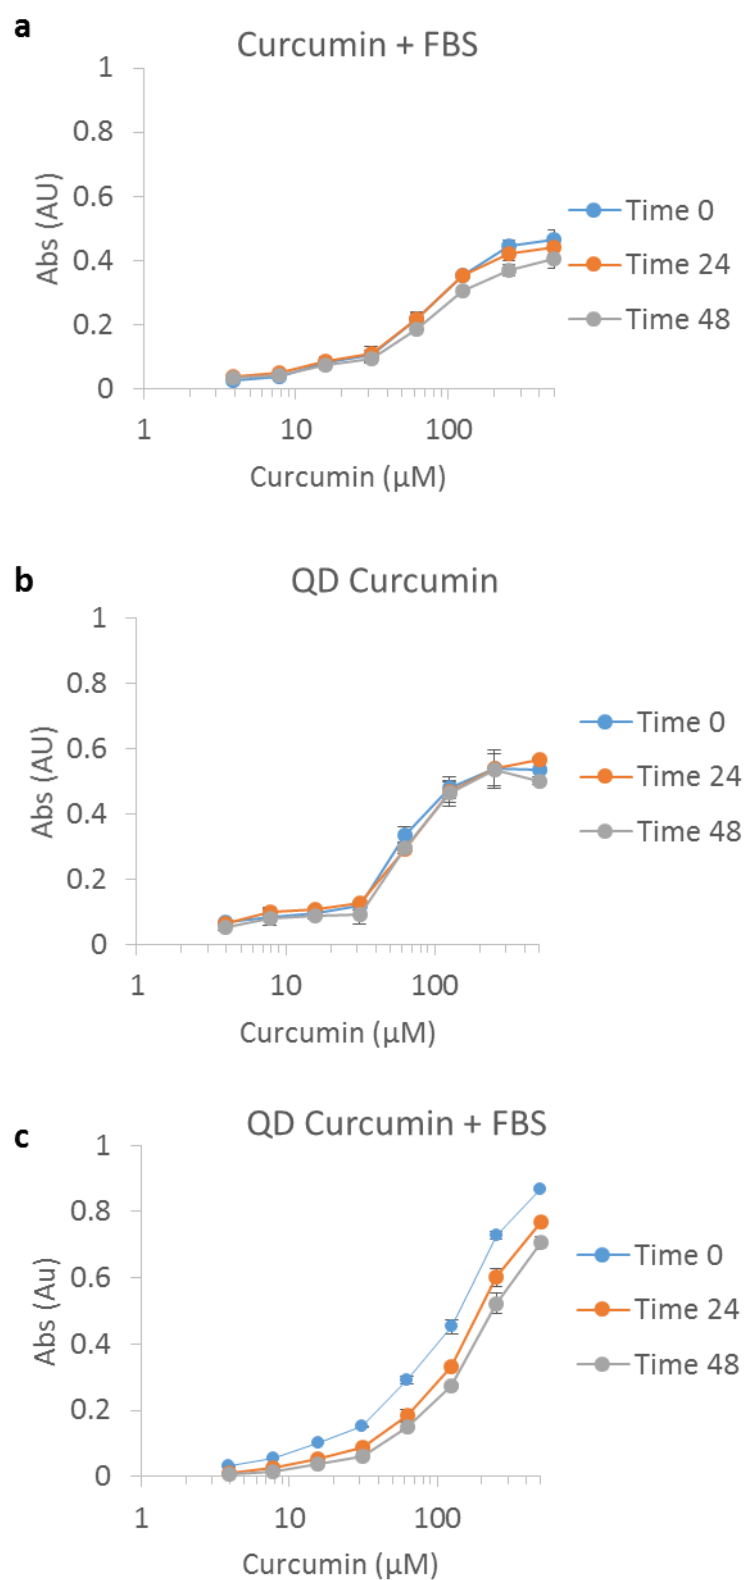 a
Curcumin + FBS
1
0.8
0.6
0.4
0.2
0
Abs (AU)
1 10 100
Curcumin (µM)
Time 0
Time 24
Time 48
b
QD Curcumin
1
0.8
0.6
0.4
0.2
0
Abs (AU)
1 10 100
Curcumin (µM)
Time 0
Time 24
Time 48
c
QD Curcumin + FBS
1
0.8
0.6
0.4
0.2
0
Abs (Au)
1 10 100
Curcumin (µM)
Time 0
Time 24
Time 48